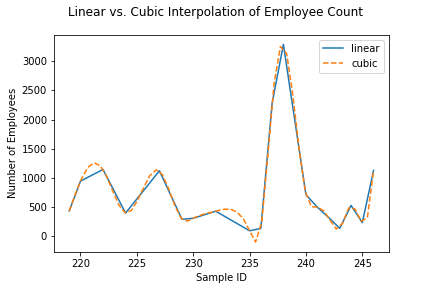 Linear vs. Cubic Interpolation of Employee Count
linear
cubic
3000
2500
2000
1500
1000
500
0
Number of Employees
220 225 230 235 240 245
Sample ID